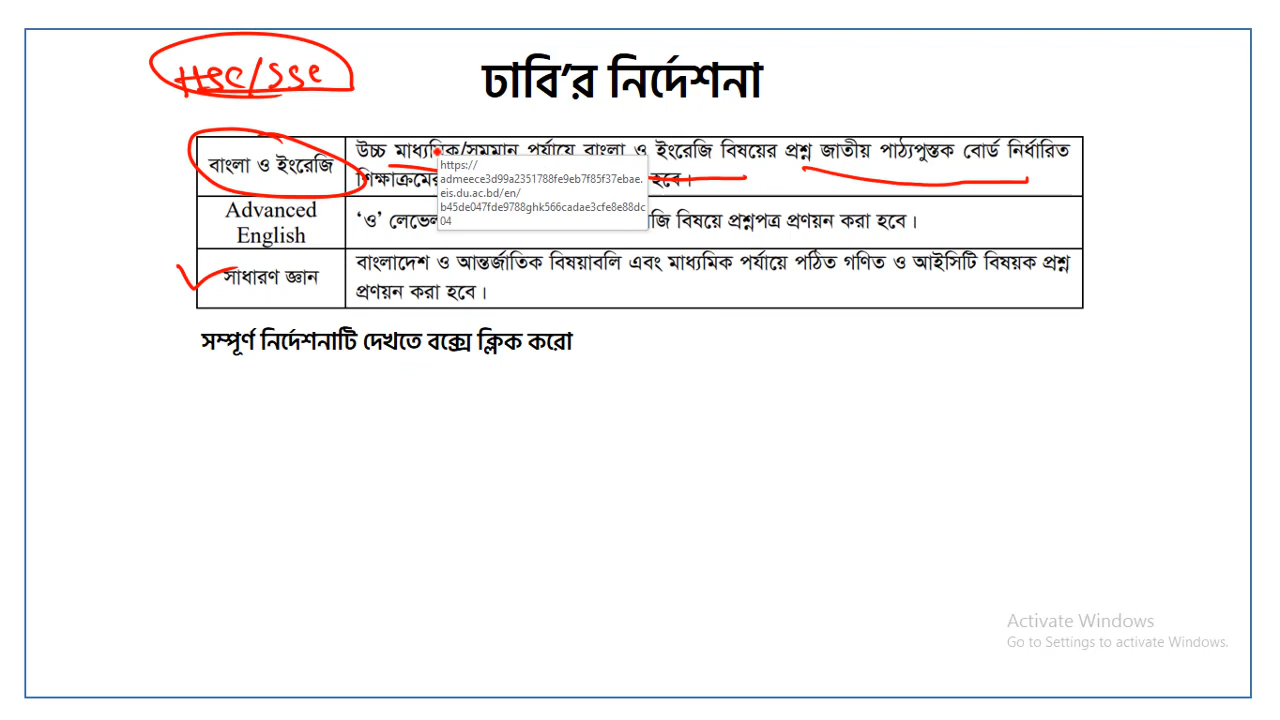 HSC/SSC
ঢাবি’র নির্দেশনা
বাংলা ও ইংরেজি
উচ্চ মাধ্যমিক/সমমান পর্যায়ে বাংলা ও ইংরেজি বিষয়ের প্রশ্ন জাতীয় পাঠ্যপুস্তক বোর্ড নির্ধারিত
শিক্ষাক্রমের হবে।
https://
admeece3d99a2351788fe9eb7f85f37ebae.
eis.du.ac.bd/en/
b45de047fde9788ghk566cadae3cfe8e88dc
04
Advanced
English
‘ও’ লেভেল বিষয়ে প্রশ্নপত্র প্রণয়ন করা হবে।
সাধারণ জ্ঞান
বাংলাদেশ ও আন্তর্জাতিক বিষয়াবলি এবং মাধ্যমিক পর্যায়ে পঠিত গণিত ও আইসিটি বিষয়ক প্রশ্ন
প্রণয়ন করা হবে।
সম্পূর্ণ নির্দেশনাটি দেখতে বক্সে ক্লিক করো
Activate Windows
Go to Settings to activate Windows.